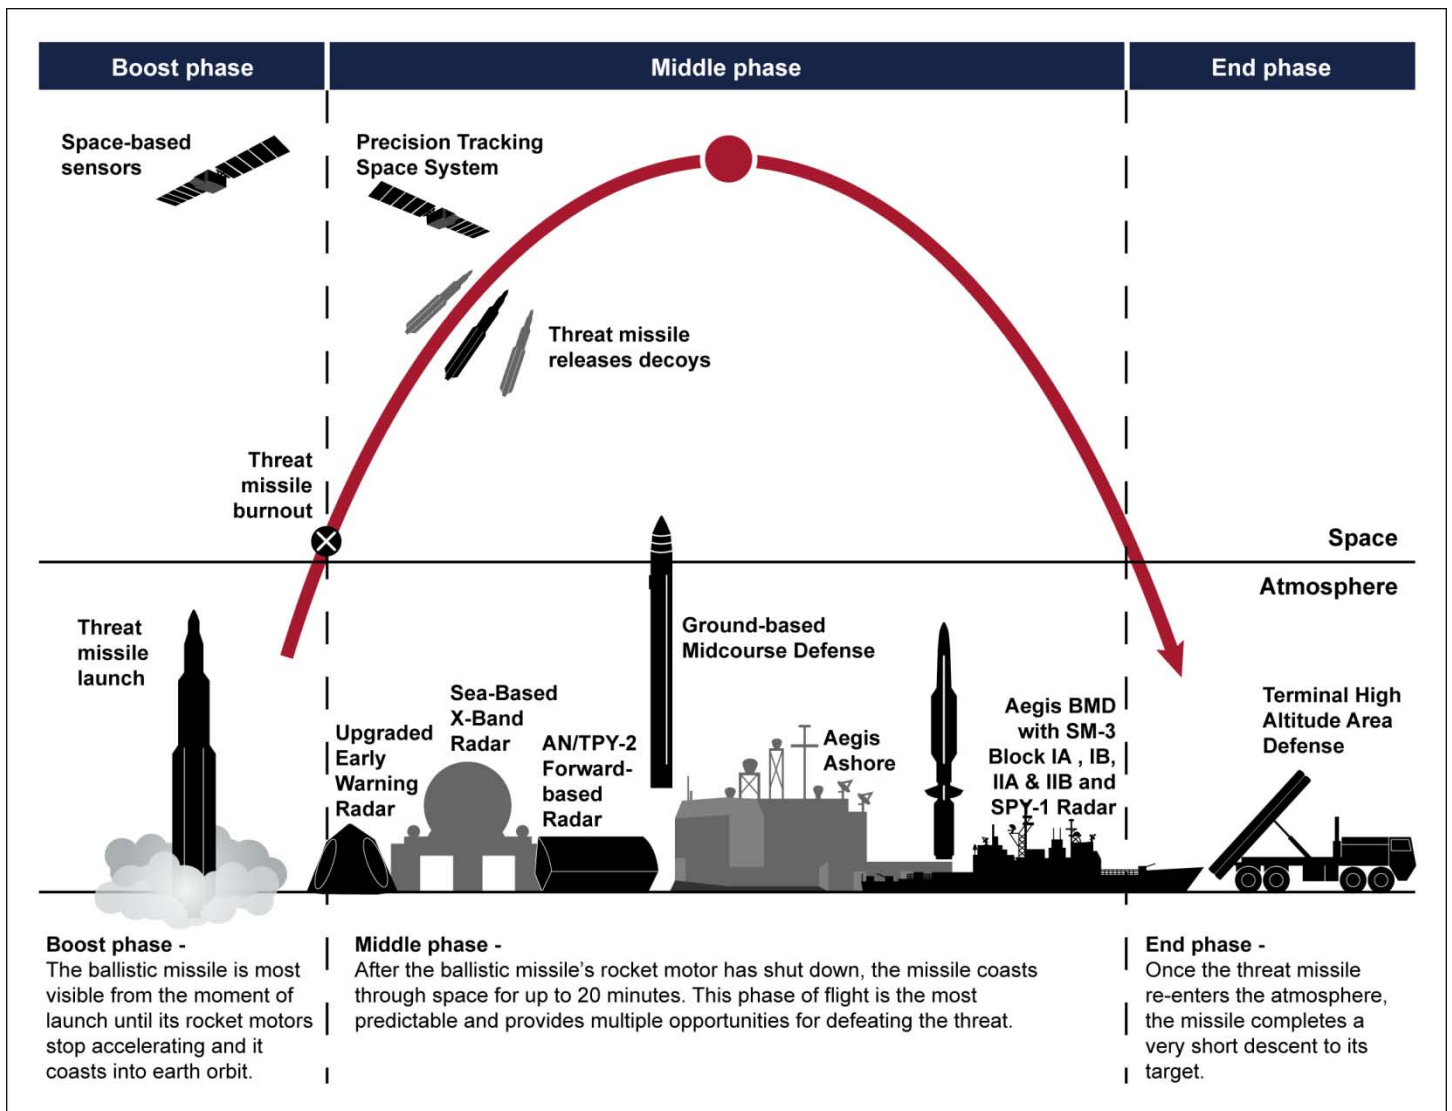 Boost phase
Middle phase
End phase
Space-based
sensors
Precision Tracking
Space System
Threat missile
releases decoys
Threat
missile
burnout
Space
Atmosphere
Threat
missile
launch
Upgraded
Early
Warning
Radar
Sea-Based
X-Band
Radar
AN/TPY-2
Forward-
based
Radar
Ground-based
Midcourse Defense
Aegis
Ashore
Aegis BMD
with SM-3
Block IA , IB,
IIA & IIB and
SPY-1 Radar
Terminal High
Altitude Area
Defense
Boost phase -
The ballistic missile is most
visible from the moment of
launch until its rocket motors
stop accelerating and it
coasts into earth orbit.
Middle phase -
After the ballistic missile's rocket motor has shut down, the missile coasts
through space for up to 20 minutes. This phase of flight is the most
predictable and provides multiple opportunities for defeating the threat.
End phase -
Once the threat missile
re-enters the atmosphere,
the missile completes a
very short descent to its
target.